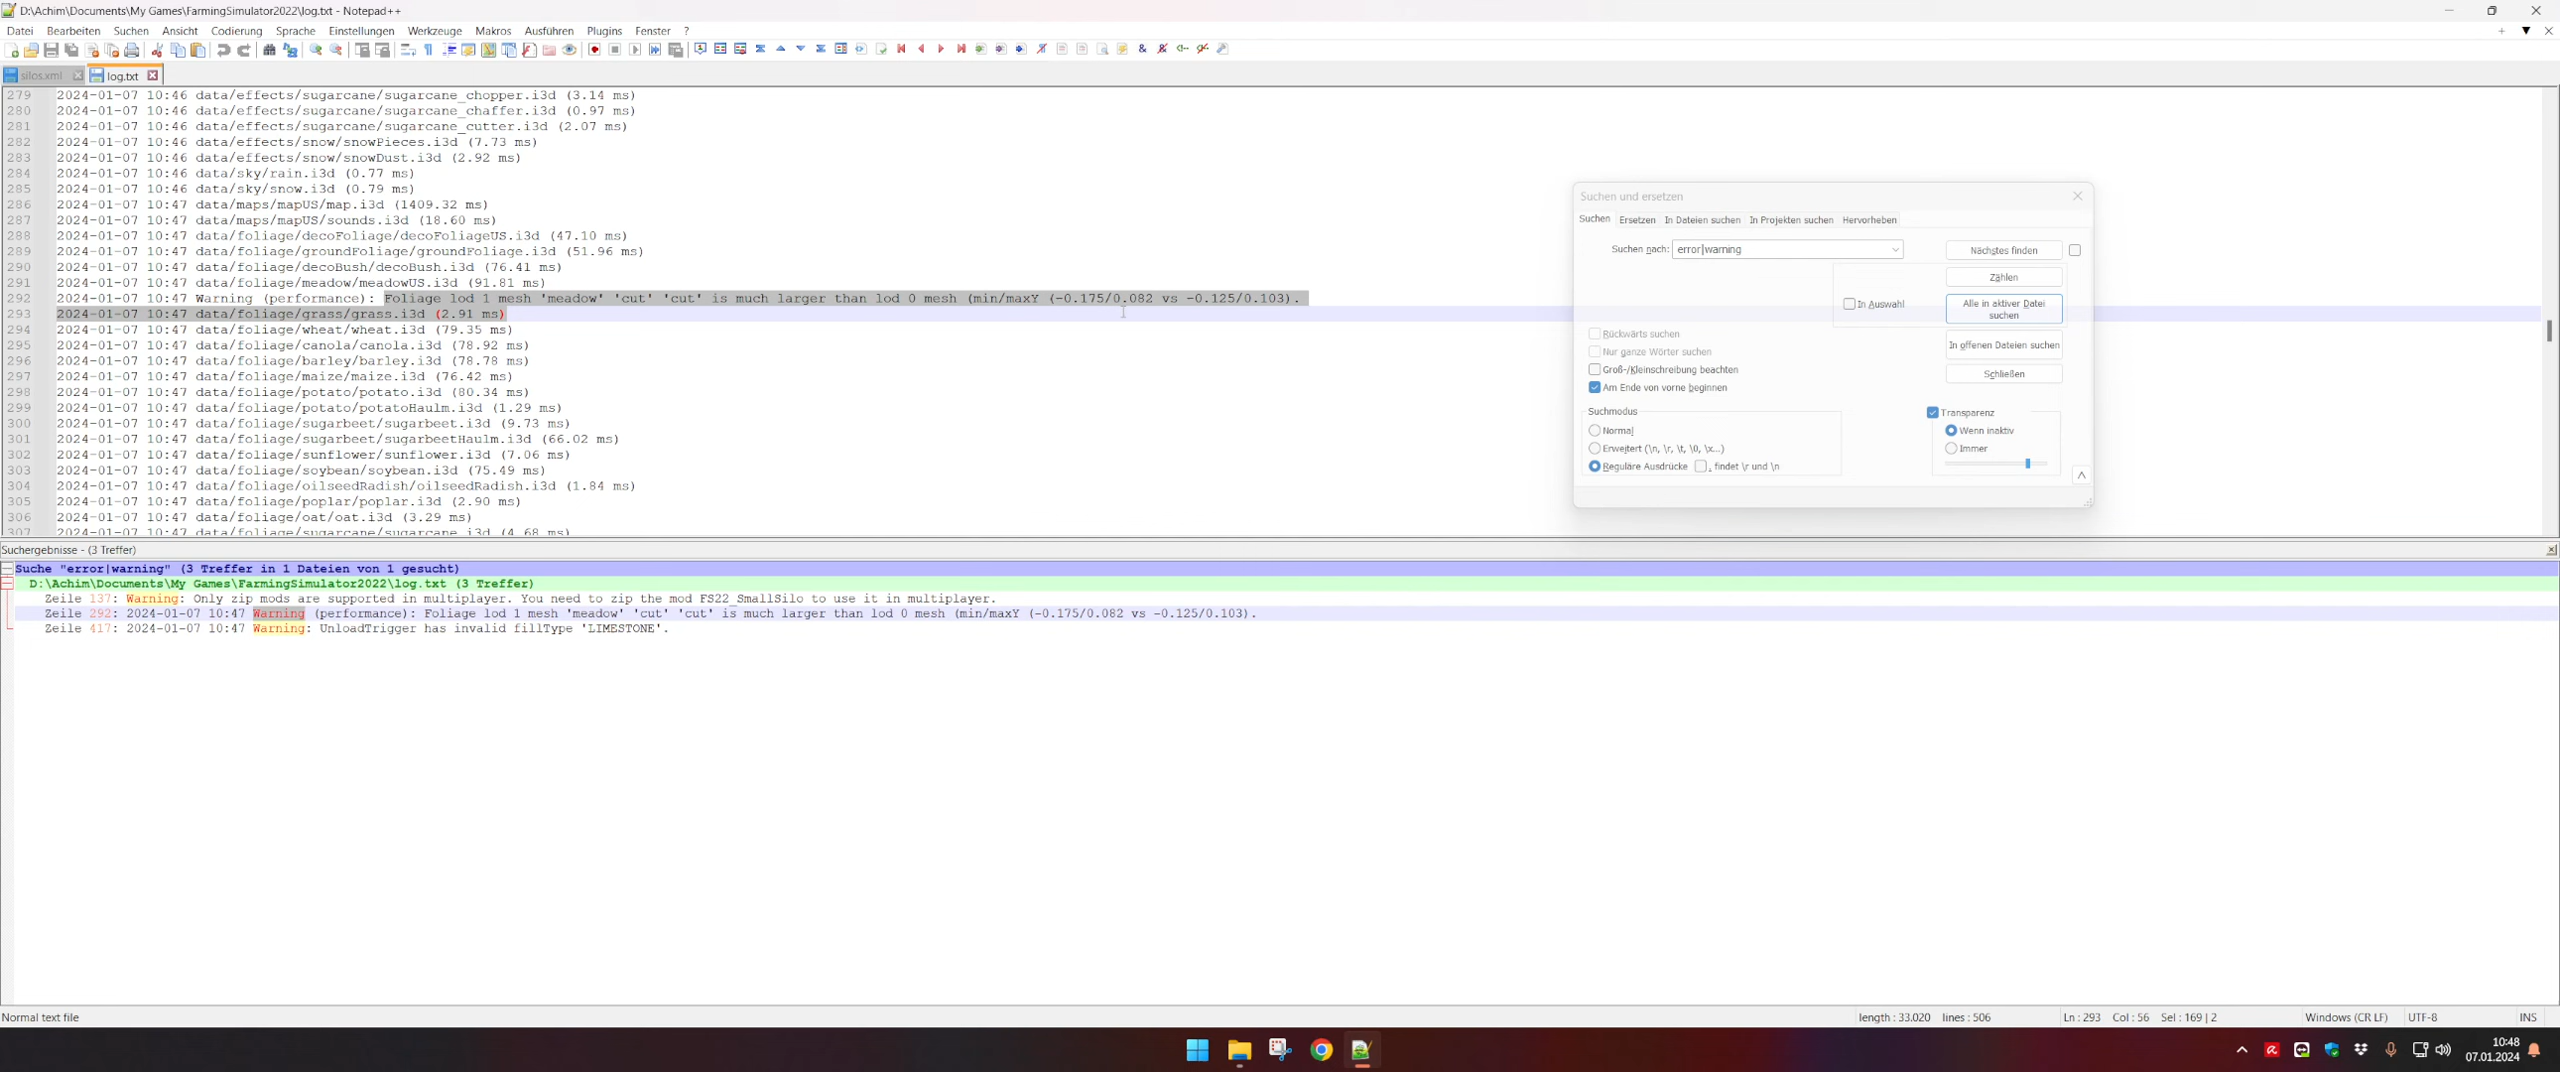 D:\Achim\Documents\My Games\FarmingSimulator2022\log.txt - Notepad++
Datei Bearbeiten Suchen Ansicht Codierung Sprache Einstellungen Werkzeuge Makros Ausführen Plugins Fenster ?
silos.xml log.txt
279 2024-01-07 10:46 data/effects/sugarcane/sugarcane_chopper.i3d (3.14 ms)
280 2024-01-07 10:46 data/effects/sugarcane/sugarcane_chaffer.i3d (0.97 ms)
281 2024-01-07 10:46 data/effects/sugarcane/sugarcane_cutter.i3d (2.07 ms)
282 2024-01-07 10:46 data/effects/snow/snowPieces.i3d (7.73 ms)
283 2024-01-07 10:46 data/effects/snow/snowDust.i3d (2.92 ms)
284 2024-01-07 10:46 data/sky/rain.i3d (0.77 ms)
285 2024-01-07 10:46 data/sky/snow.i3d (0.79 ms)
286 2024-01-07 10:47 data/maps/mapUS/map.i3d (1409.32 ms)
287 2024-01-07 10:47 data/maps/mapUS/sounds.i3d (18.60 ms)
288 2024-01-07 10:47 data/foliage/decoFoliage/decoFoliageUS.i3d (47.10 ms)
289 2024-01-07 10:47 data/foliage/groundFoliage/groundFoliage.i3d (51.96 ms)
290 2024-01-07 10:47 data/foliage/decoBush/decoBush.i3d (76.41 ms)
291 2024-01-07 10:47 data/foliage/meadow/meadowUS.i3d (91.81 ms)
292 2024-01-07 10:47 Warning (performance): Foliage lod 1 mesh 'meadow' 'cut' 'cut' is much larger than lod 0 mesh (min/maxY (-0.175/0.082 vs -0.125/0.103).
293 2024-01-07 10:47 data/foliage/grass/grass.i3d (2.91 ms)
294 2024-01-07 10:47 data/foliage/wheat/wheat.i3d (79.35 ms)
295 2024-01-07 10:47 data/foliage/canola/canola.i3d (78.92 ms)
296 2024-01-07 10:47 data/foliage/barley/barley.i3d (78.78 ms)
297 2024-01-07 10:47 data/foliage/maize/maize.i3d (76.42 ms)
298 2024-01-07 10:47 data/foliage/potato/potato.i3d (80.34 ms)
299 2024-01-07 10:47 data/foliage/potato/potatoHaulm.i3d (1.29 ms)
300 2024-01-07 10:47 data/foliage/sugarbeet/sugarbeet.i3d (9.73 ms)
301 2024-01-07 10:47 data/foliage/sugarbeet/sugarbeetHaulm.i3d (66.02 ms)
302 2024-01-07 10:47 data/foliage/sunflower/sunflower.i3d (7.06 ms)
303 2024-01-07 10:47 data/foliage/soybean/soybean.i3d (75.49 ms)
304 2024-01-07 10:47 data/foliage/oilseedRadish/oilseedRadish.i3d (1.84 ms)
305 2024-01-07 10:47 data/foliage/poplar/poplar.i3d (2.90 ms)
306 2024-01-07 10:47 data/foliage/oat/oat.i3d (3.29 ms)
307 2024-01-07 10:47 data/foliage/sugarcane/sugarcane.i3d (4.68 ms)
Suchen und ersetzen
Suchen Ersetzen In Dateien suchen In Projekten suchen Hervorheben
Suchen nach: error|warning
Nächstes finden
Zählen
In Auswahl
Alle in aktiver Datei suchen
Rückwärts suchen
In offenen Dateien suchen
Nur ganze Wörter suchen
Groß-/Kleinschreibung beachten
Schließen
Am Ende von vorne beginnen
Suchmodus
Transparenz
Normal
Wenn inaktiv
Erweitert (\n, \r, \t, \0, \x...)
Immer
Reguläre Ausdrücke . findet \r und \n
Suchergebnisse - (3 Treffer)
Suche "error|warning" (3 Treffer in 1 Dateien von 1 gesucht)
D:\Achim\Documents\My Games\FarmingSimulator2022\log.txt (3 Treffer)
Zeile 137: Warning: Only zip mods are supported in multiplayer. You need to zip the mod FS22_SmallSilo to use it in multiplayer.
Zeile 292: 2024-01-07 10:47 Warning (performance): Foliage lod 1 mesh 'meadow' 'cut' 'cut' is much larger than lod 0 mesh (min/maxY (-0.175/0.082 vs -0.125/0.103).
Zeile 417: 2024-01-07 10:47 Warning: UnloadTrigger has invalid fillType 'LIMESTONE'.
Normal text file length : 33.020 lines : 506 Ln : 293 Col : 56 Sel : 169 | 2 Windows (CR LF) UTF-8 INS
10:48
07.01.2024